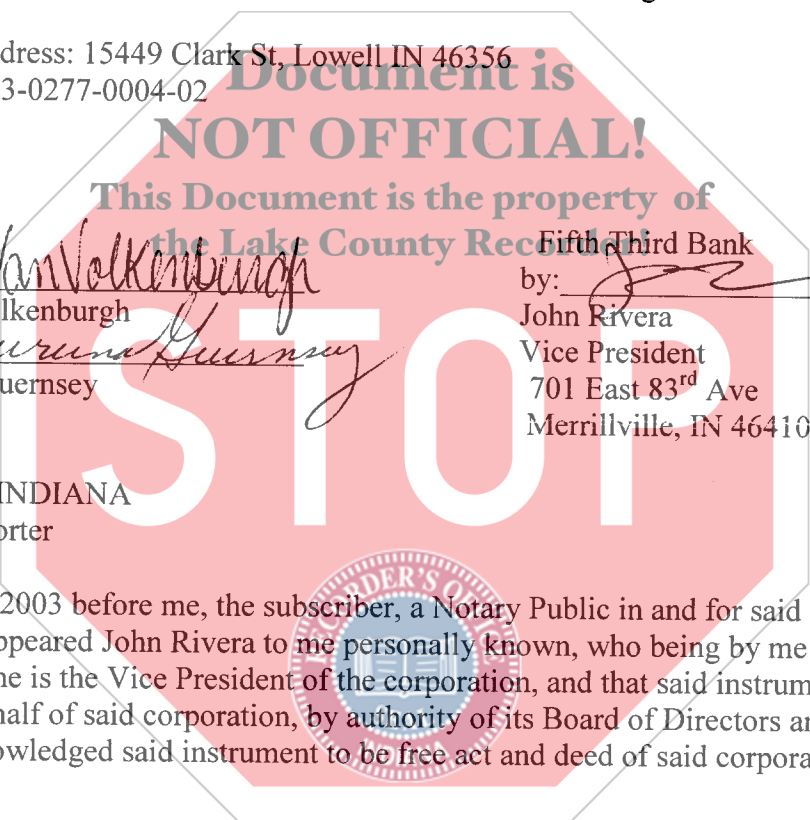 dress: 15449 Clark St, Lowell IN 46356
3-0277-0004-02
Document is
NOT OFFICIAL!
This Document is the property of
the Lake County Recorder!
Fifth Third Bank
VanVolkenburgh
by:
lkenburgh
John Rivera
Guernsey
Vice President
uernsey
701 East 83rd Ave
Merrillville, IN 46410
STOP
INDIANA
orter
RECORDER'S OFFICE
2003 before me, the subscriber, a Notary Public in and for said
ppeared John Rivera to me personally known, who being by me
he is the Vice President of the corporation, and that said instrum
half of said corporation, by authority of its Board of Directors an
owledged said instrument to be free act and deed of said corpora